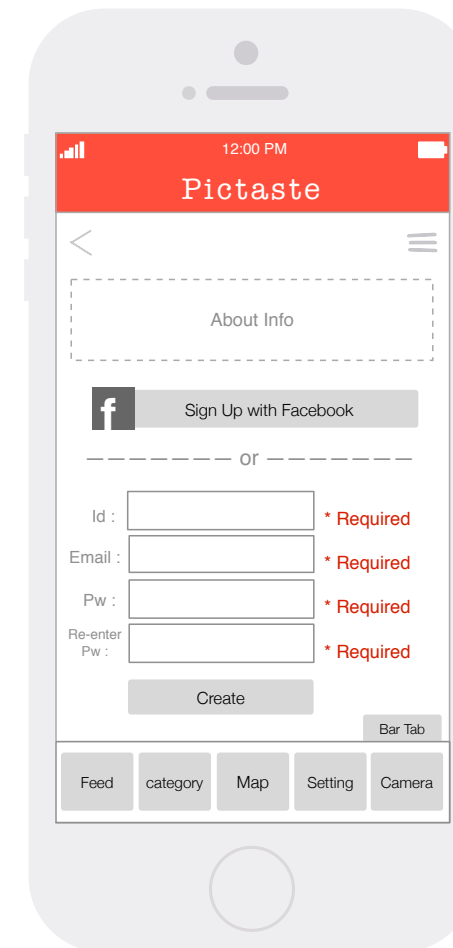 12:00 PM
Pictaste
About Info
f Sign Up with Facebook
or
Id : * Required
Email : * Required
Pw : * Required
Re-enter
Pw : * Required
Create
Bar Tab
Feed category Map Setting Camera